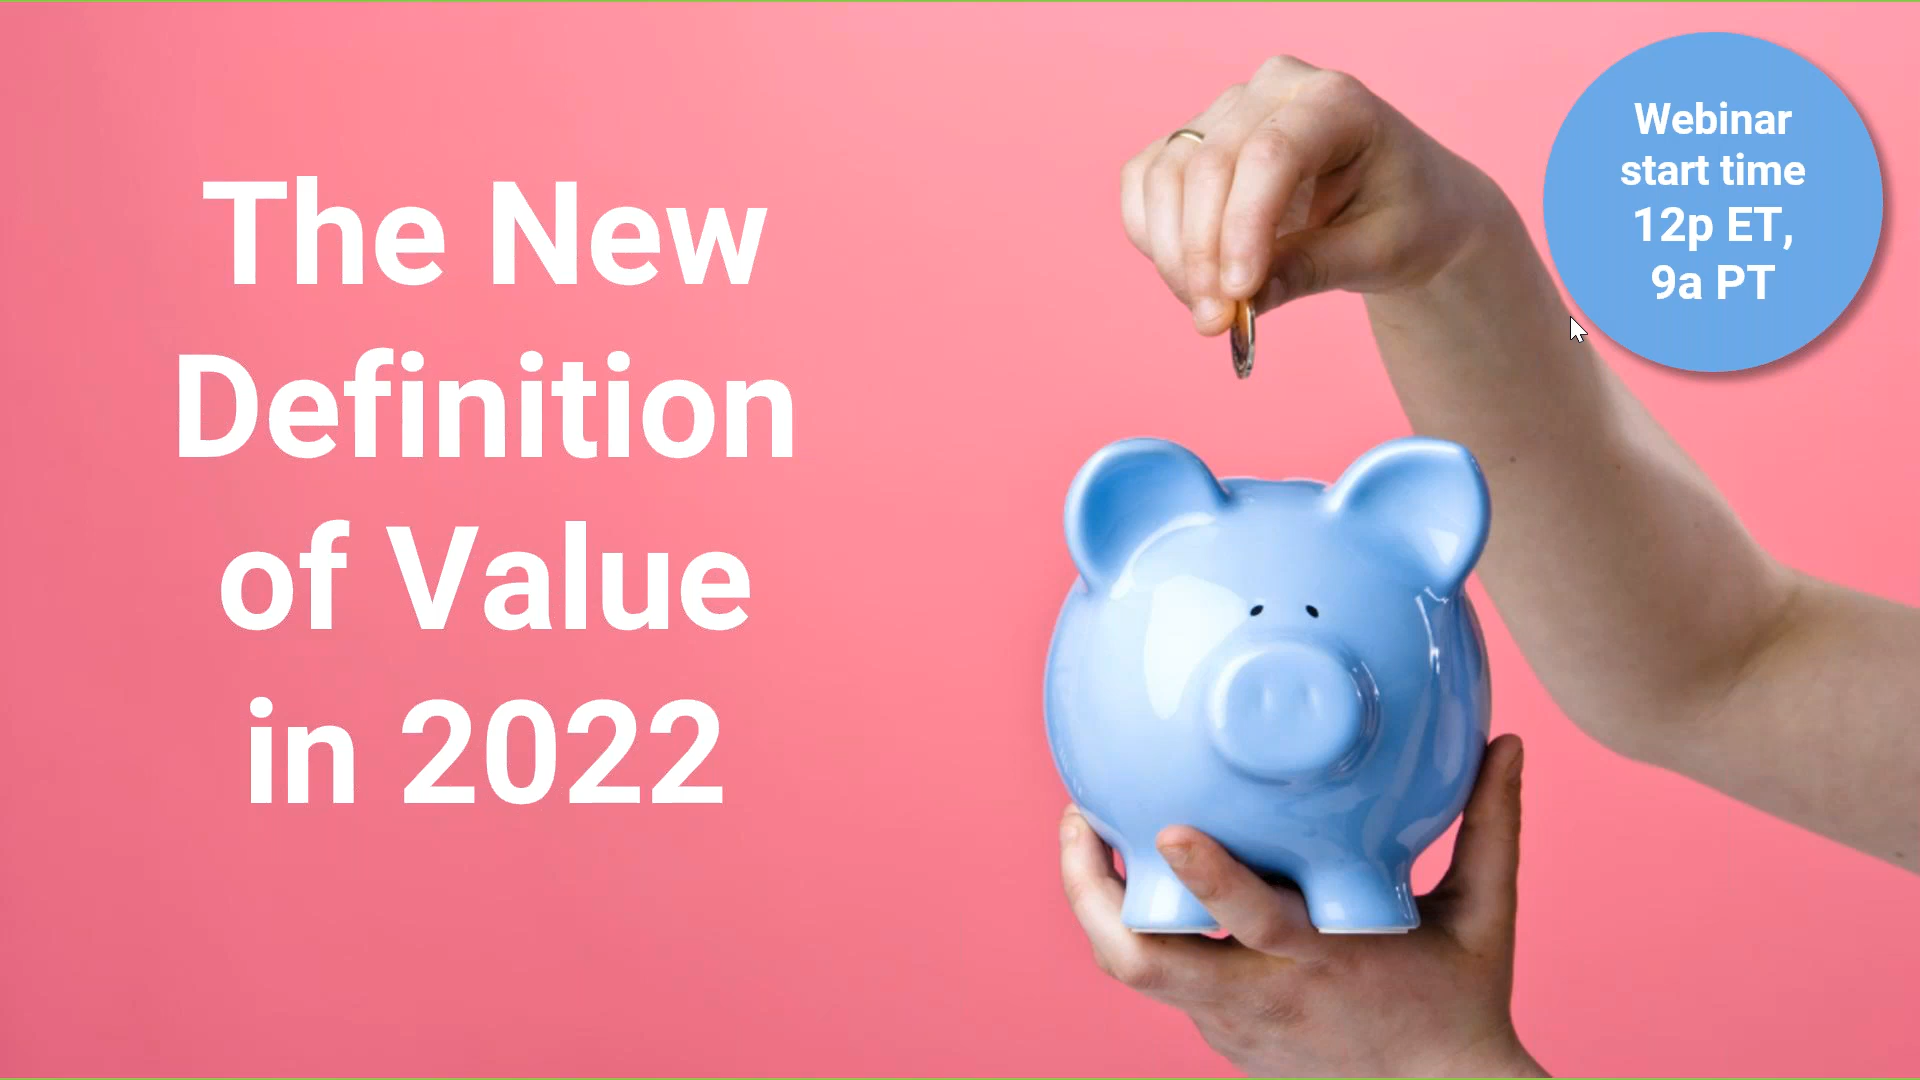 The New
Definition
of Value
in 2022
Webinar
start time
12p ET,
9a PT